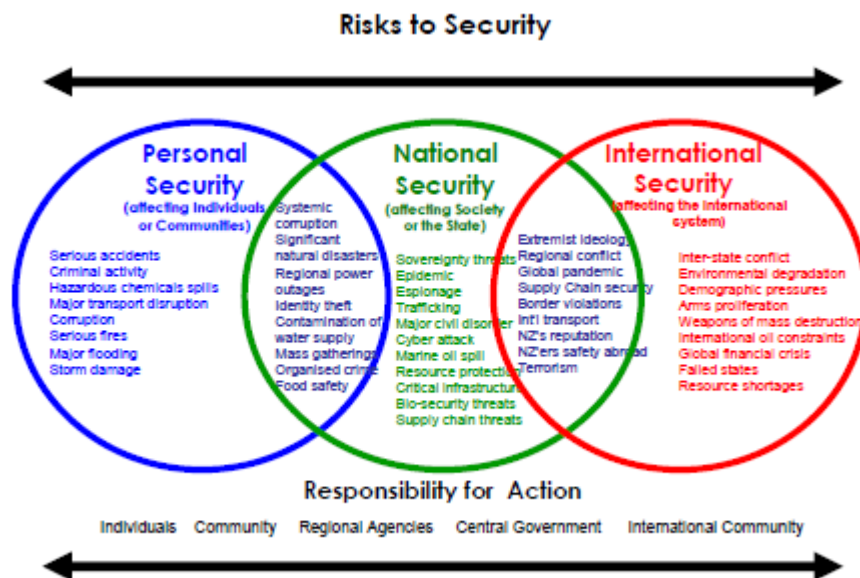 Risks to Security
Personal
Security
(affecting Individuals
or Communities)
Serious accidents
Criminal activity
Hazardous chemicals spills
Major transport disruption
Corruption
Serious fires
Major flooding
Storm damage
Systemic
corruption
Significant
natural disasters
Regional power
outages
Identity theft
Contamination of
water supply
Mass gatherings
Organised crime
Food safety
National
Security
(affecting Society
or the State)
Sovereignty threats
Epidemic
Espionage
Trafficking
Major civil disorder
Cyber attack
Marine oil spill
Resource protection
Critical infrastructure
Bio-security threats
Supply chain threats
Extremist ideology
Regional conflict
Global pandemic
Supply Chain security
Border violations
Int'l transport
NZ's reputation
NZ'ers safety abroad
Terrorism
International
Security
(affecting the international
system)
Inter-state conflict
Environmental degradation
Demographic pressures
Arms proliferation
Weapons of mass destruction
International oil constraints
Global financial crisis
Failed states
Resource shortages
Responsibility for Action
Individuals Community Regional Agencies Central Government International Community